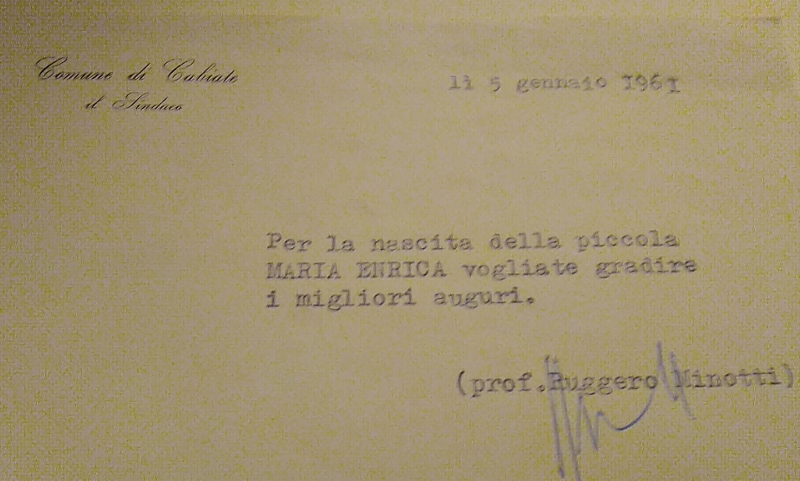 Comune di Cabiate
il Sindaco
lì 5 gennaio 1961
Per la nascita della piccola
MARIA ENRICA vogliate gradire
i migliori auguri.
(prof.Ruggero Minotti)